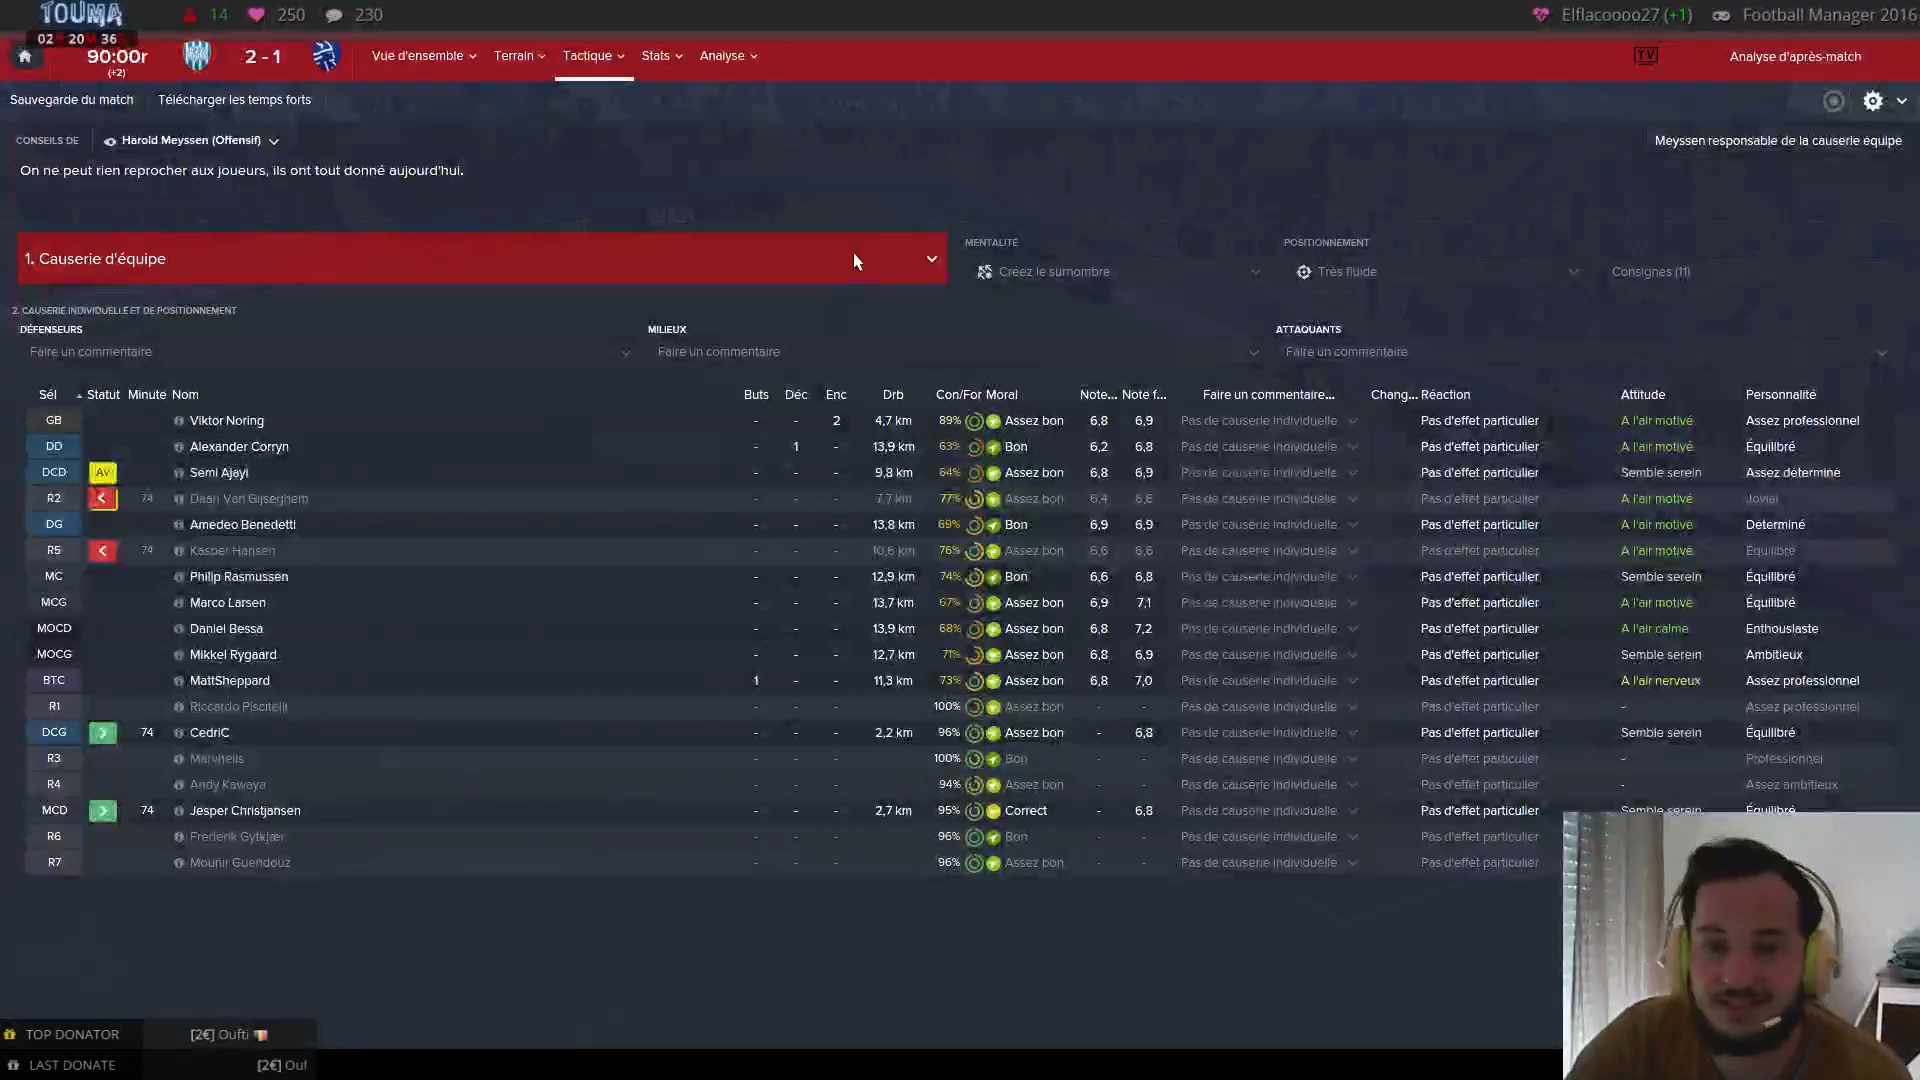 TOUMA 14 250 230 Elflacoooo27 (+1) Football Manager 2016
02 20 36
90:00r (+2) 2 - 1 Vue d'ensemble Terrain Tactique Stats Analyse TV Analyse d'après-match
Sauvegarde du match Télécharger les temps forts
CONSEILS DE Harold Meyssen (Offensif) Meyssen responsable de la causerie équipe
On ne peut rien reprocher aux joueurs, ils ont tout donné aujourd'hui.
1. Causerie d'équipe
MENTALITÉ POSITIONNEMENT
Créez le surnombre Très fluide Consignes (11)
2. CAUSERIE INDIVIDUELLE ET DE POSITIONNEMENT
DÉFENSEURS MILIEUX ATTAQUANTS
Faire un commentaire Faire un commentaire Faire un commentaire
Sél Statut Minute Nom Buts Déc Enc Drb Con/For Moral Note... Note f... Faire un commentaire... Chang... Réaction Attitude Personnalité
GB Viktor Noring - - 2 4,7 km 89% Assez bon 6,8 6,9 Pas de causerie individuelle Pas d'effet particulier A l'air motivé Assez professionnel
DD Alexander Corryn - 1 - 13,9 km 63% Bon 6,2 6,8 Pas de causerie individuelle Pas d'effet particulier A l'air motivé Équilibré
DCD Av Semi Ajayi - - - 9,8 km 64% Assez bon 6,8 6,9 Pas de causerie individuelle Pas d'effet particulier Semble serein Assez déterminé
R2 74 Daan Van Gijseghem - - - 7,7 km 77% Assez bon 6,4 6,6 Pas de causerie individuelle Pas d'effet particulier A l'air motivé Jovial
DG Amedeo Benedetti - - - 13,8 km 69% Bon 6,9 6,9 Pas de causerie individuelle Pas d'effet particulier A l'air motivé Déterminé
R5 74 Kasper Hansen - - - 10,6 km 76% Assez bon 6,6 6,6 Pas de causerie individuelle Pas d'effet particulier A l'air motivé Équilibré
MC Philip Rasmussen - - - 12,9 km 74% Bon 6,6 6,8 Pas de causerie individuelle Pas d'effet particulier Semble serein Équilibré
MCG Marco Larsen - - - 13,7 km 67% Assez bon 6,9 7,1 Pas de causerie individuelle Pas d'effet particulier A l'air motivé Équilibré
MOCD Daniel Bessa - - - 13,9 km 68% Assez bon 6,8 7,2 Pas de causerie individuelle Pas d'effet particulier A l'air calme Enthousiaste
MOCG Mikkel Rygaard - - - 12,7 km 71% Assez bon 6,8 6,9 Pas de causerie individuelle Pas d'effet particulier Semble serein Ambitieux
BTC MattSheppard 1 - - 11,3 km 73% Assez bon 6,8 7,0 Pas de causerie individuelle Pas d'effet particulier A l'air nerveux Assez professionnel
R1 Riccardo Piscitelli - - - 100% Assez bon - - Pas de causerie individuelle Pas d'effet particulier - Assez professionnel
DCG 74 CedriC - - - 2,2 km 96% Assez bon - 6,8 Pas de causerie individuelle Pas d'effet particulier Semble serein Équilibré
R3 Marvhells - - - 100% Bon - - Pas de causerie individuelle Pas d'effet particulier - Professionnel
R4 Andy Kawaya - - - 94% Assez bon - - Pas de causerie individuelle Pas d'effet particulier - Assez ambitieux
MCD 74 Jesper Christjansen - - - 2,7 km 95% Correct - 6,8 Pas de causerie individuelle Pas d'effet particulier Semble serein Équilibré
R6 Frederik Gytkjær - - - 96% Bon - - Pas de causerie individuelle Pas d'effet particulier
R7 Mounir Guendouz - - - 96% Assez bon - - Pas de causerie individuelle Pas d'effet particulier
TOP DONATOR [2€] Oufti
LAST DONATE [2€] Ouf